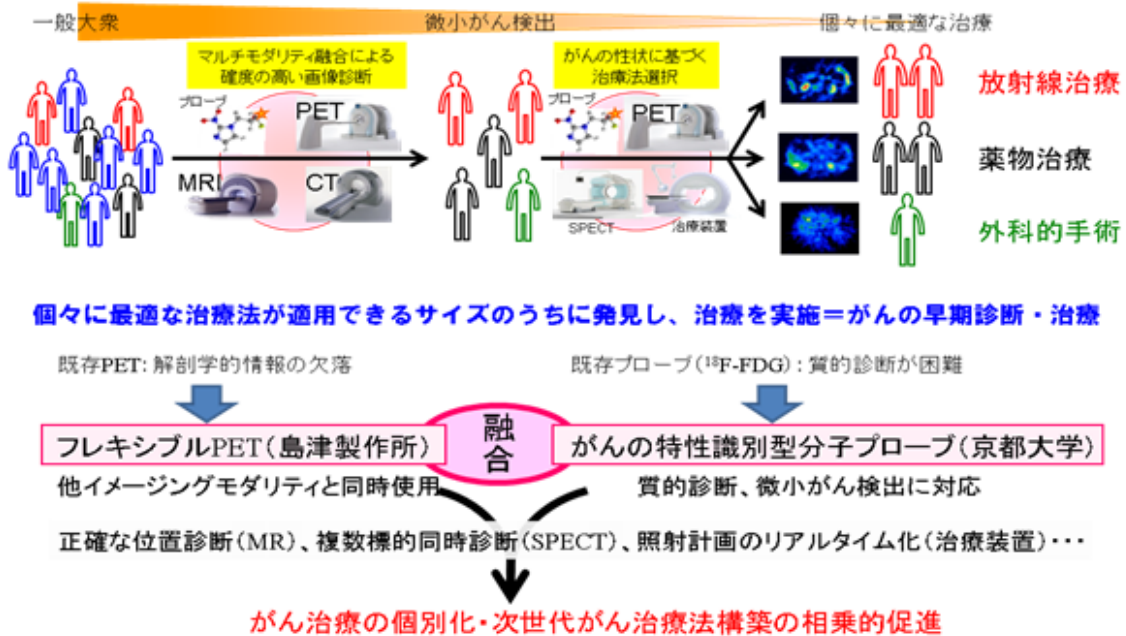 一般大衆
微小がん検出
個々に最適な治療
マルチモダリティ融合による
確度の高い画像診断
プローブ
PET
MRI
CT
がんの性状に基づく
治療法選択
プローブ
PET
SPECT
治療装置
放射線治療
薬物治療
外科的手術
個々に最適な治療法が適用できるサイズのうちに発見し、治療を実施＝がんの早期診断・治療
既存PET：解剖学的情報の欠落
既存プローブ(¹⁸F-FDG)：質的診断が困難
フレキシブルPET(島津製作所)
融
合
がんの特性識別型分子プローブ(京都大学)
他イメージングモダリティと同時使用
質的診断、微小がん検出に対応
正確な位置診断(MR)、複数標的同時診断(SPECT)、照射計画のリアルタイム化(治療装置)･･･
がん治療の個別化・次世代がん治療法構築の相乗的促進